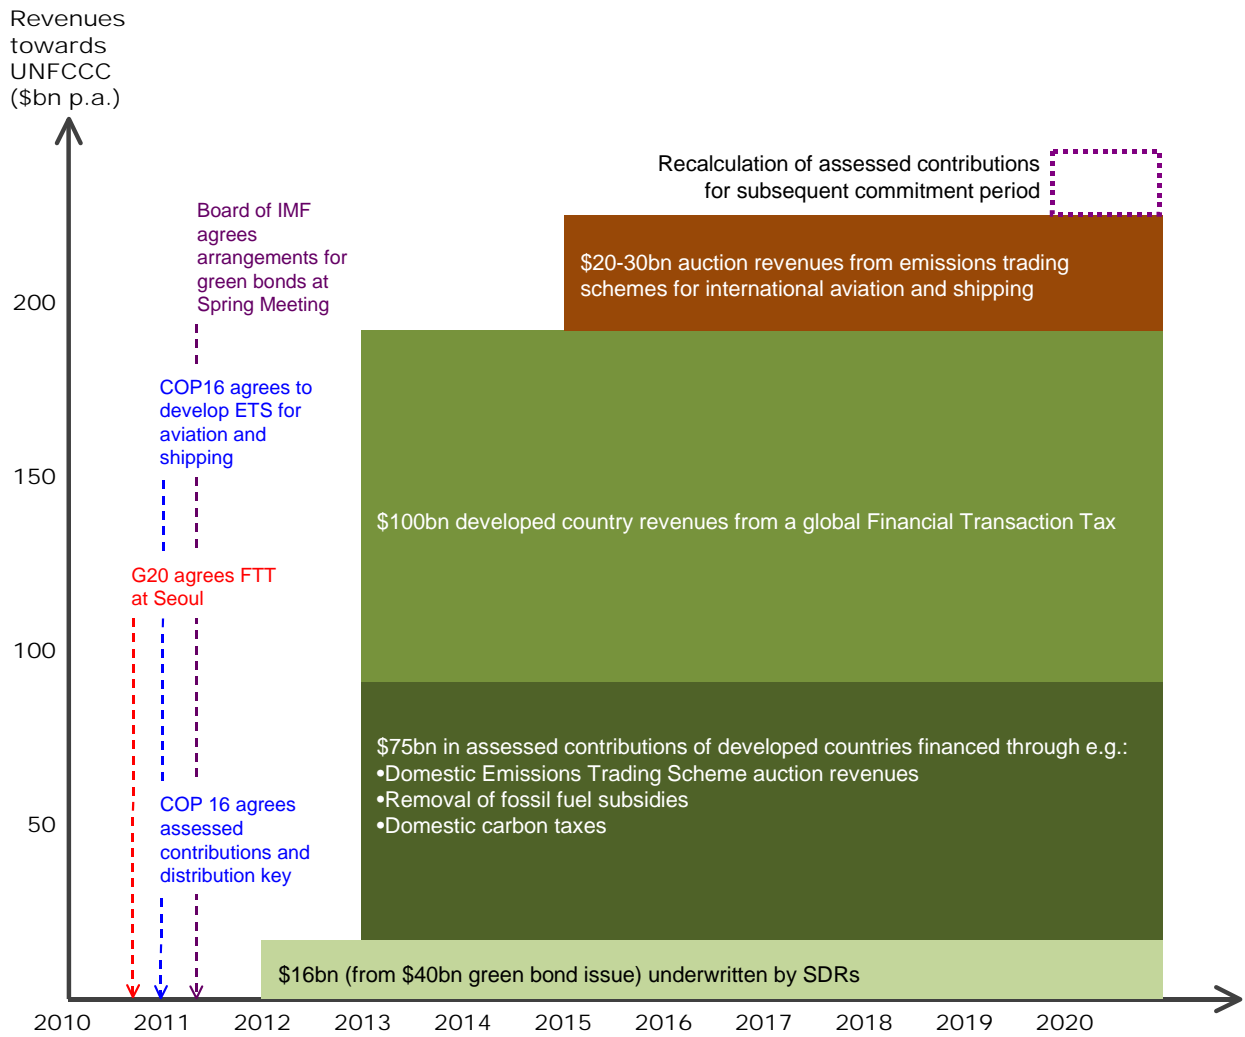 Revenues
towards
UNFCCC
($bn p.a.)
Recalculation of assessed contributions
for subsequent commitment period
Board of IMF
agrees
arrangements for
green bonds at
Spring Meeting
$20-30bn auction revenues from emissions trading
schemes for international aviation and shipping
200
COP16 agrees to
develop ETS for
aviation and
shipping
150
$100bn developed country revenues from a global Financial Transaction Tax
G20 agrees FTT
at Seoul
100
$75bn in assessed contributions of developed countries financed through e.g.:
•Domestic Emissions Trading Scheme auction revenues
•Removal of fossil fuel subsidies
•Domestic carbon taxes
50
COP 16 agrees
assessed
contributions and
distribution key
$16bn (from $40bn green bond issue) underwritten by SDRs
2010 2011 2012 2013 2014 2015 2016 2017 2018 2019 2020